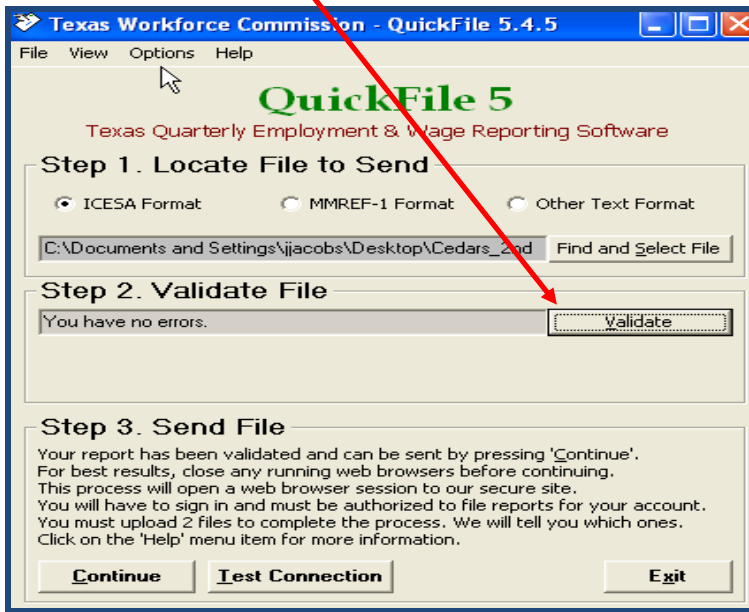 Texas Workforce Commission - QuickFile 5.4.5
File View Options Help
QuickFile 5
Texas Quarterly Employment & Wage Reporting Software
Step 1. Locate File to Send
ICESA Format MMREF-1 Format Other Text Format
C:\Documents and Settings\jjacobs\Desktop\Cedars_2nd Find and Select File
Step 2. Validate File
You have no errors. Validate
Step 3. Send File
Your report has been validated and can be sent by pressing 'Continue'.
For best results, close any running web browsers before continuing.
This process will open a web browser session to our secure site.
You will have to sign in and must be authorized to file reports for your account.
You must upload 2 files to complete the process. We will tell you which ones.
Click on the 'Help' menu item for more information.
Continue Test Connection Exit